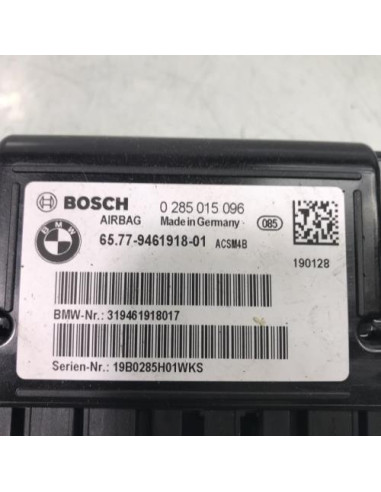 BOSCH 0 285 015 096
AIRBAG Made in Germany 085
BMW 65.77-9461918-01 ACSM4B
190128
BMW-Nr.: 319461918017
Serien-Nr.: 19B0285H01WKS